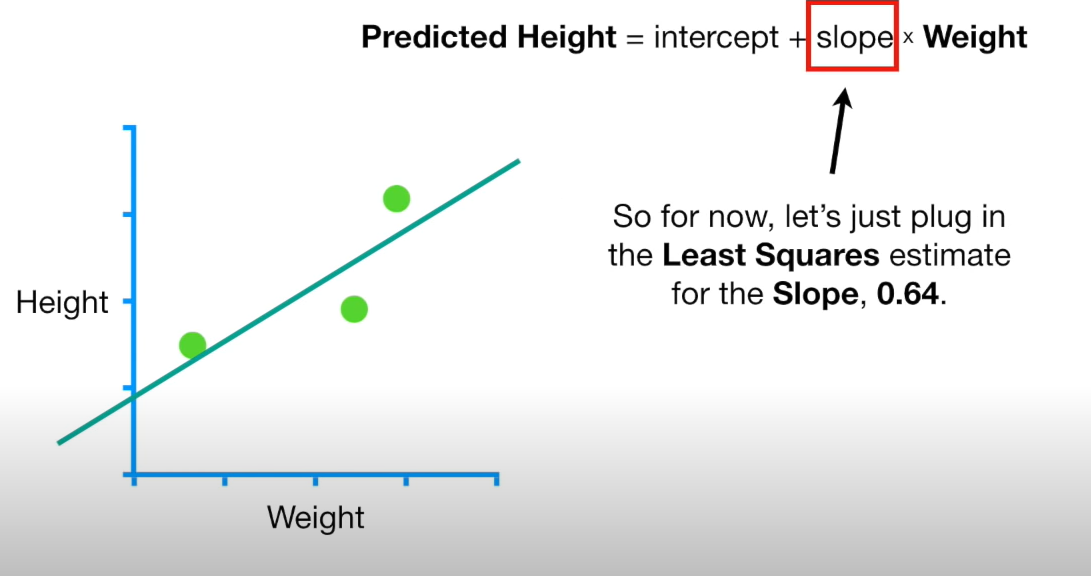 Predicted Height = intercept + slope × Weight
So for now, let's just plug in
the Least Squares estimate
for the Slope, 0.64.
Height
Weight